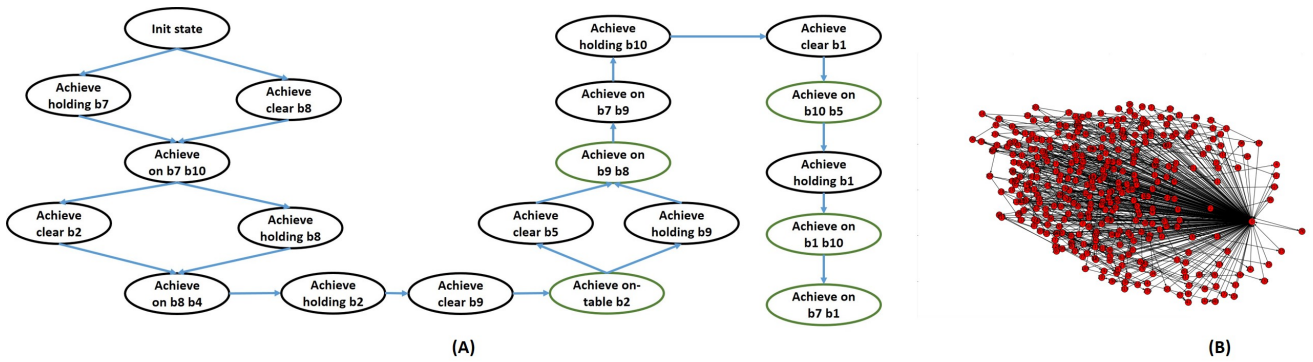 Init state
Achieve
holding b7
Achieve
clear b8
Achieve
on b7 b10
Achieve
clear b2
Achieve
holding b8
Achieve
on b8 b4
Achieve
holding b2
Achieve
clear b9
Achieve on-
table b2
Achieve
clear b5
Achieve
holding b9
Achieve on
b9 b8
Achieve on
b7 b9
Achieve
holding b10
Achieve
clear b1
Achieve on
b10 b5
Achieve
holding b1
Achieve on
b1 b10
Achieve on
b7 b1
(A)
(B)